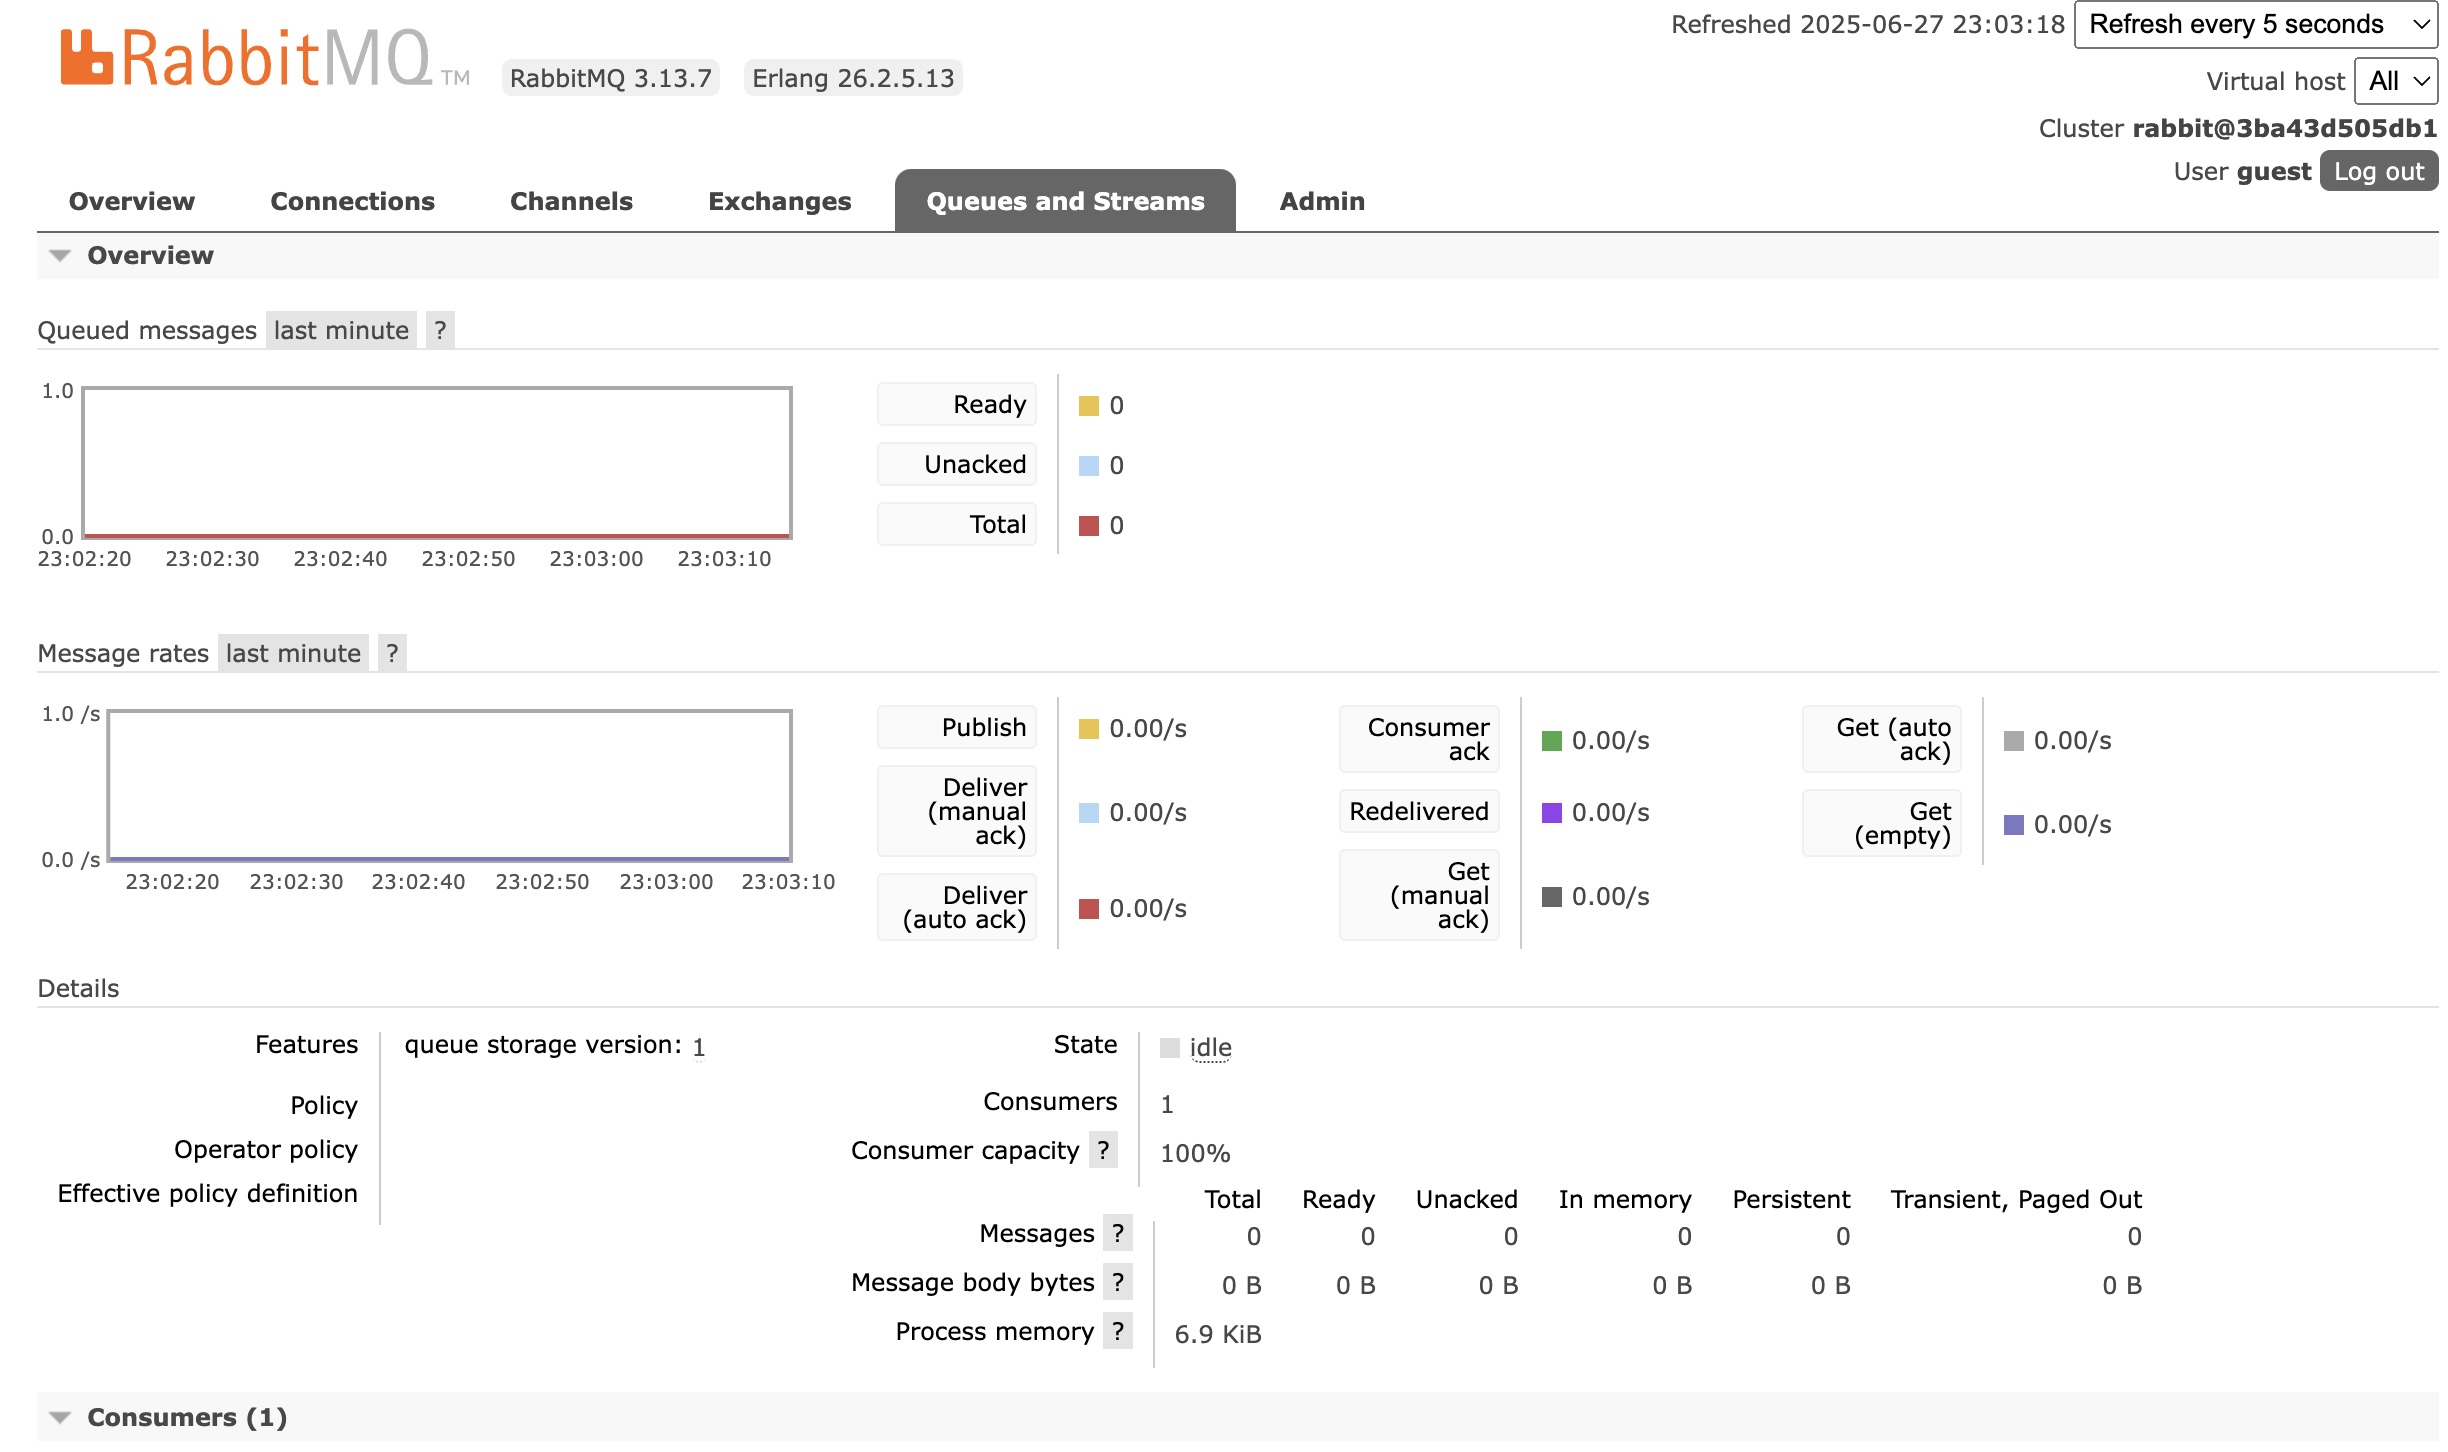 RabbitMQ TM RabbitMQ 3.13.7 Erlang 26.2.5.13
Refreshed 2025-06-27 23:03:18 Refresh every 5 seconds
Virtual host All
Cluster rabbit@3ba43d505db1
User guest Log out
Overview Connections Channels Exchanges Queues and Streams Admin
Overview
Queued messages last minute ?
1.0
0.0
23:02:20 23:02:30 23:02:40 23:02:50 23:03:00 23:03:10
Ready 0
Unacked 0
Total 0
Message rates last minute ?
1.0 /s
0.0 /s
23:02:20 23:02:30 23:02:40 23:02:50 23:03:00 23:03:10
Publish 0.00/s
Deliver
(manual 0.00/s
ack)
Deliver
(auto ack) 0.00/s
Consumer
ack 0.00/s
Redelivered 0.00/s
Get
(manual 0.00/s
ack)
Get (auto
ack) 0.00/s
Get
(empty) 0.00/s
Details
Features queue storage version: 1
Policy
Operator policy
Effective policy definition
State idle
Consumers 1
Consumer capacity ? 100%
Total Ready Unacked In memory Persistent Transient, Paged Out
Messages ? 0 0 0 0 0 0
Message body bytes ? 0 B 0 B 0 B 0 B 0 B 0 B
Process memory ? 6.9 KiB
Consumers (1)